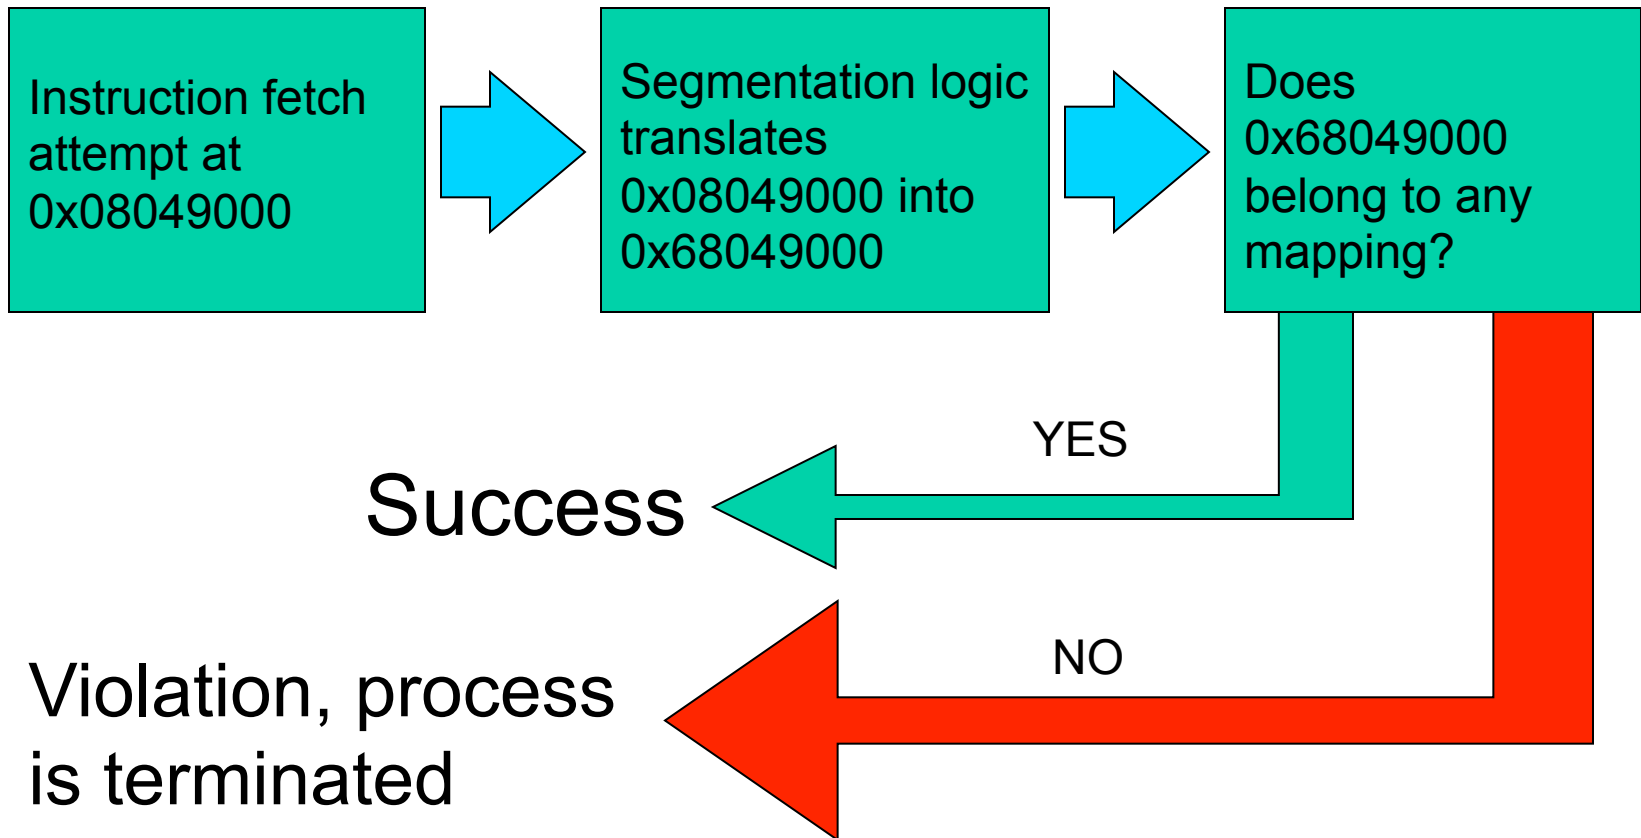 Instruction fetch
attempt at
0x08049000
Segmentation logic
translates
0x08049000 into
0x68049000
Does
0x68049000
belong to any
mapping?
YES
Success
NO
Violation, process
is terminated